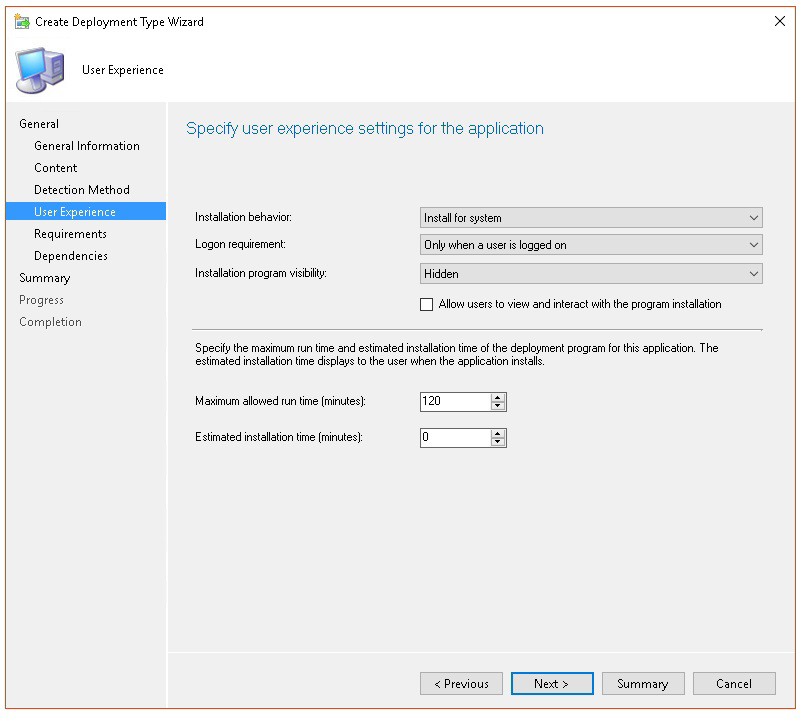 Create Deployment Type Wizard
User Experience
General
General Information
Content
Detection Method
User Experience
Requirements
Dependencies
Summary
Progress
Completion
Specify user experience settings for the application
Installation behavior: Install for system
Logon requirement: Only when a user is logged on
Installation program visibility: Hidden
Allow users to view and interact with the program installation
Specify the maximum run time and estimated installation time of the deployment program for this application. The
estimated installation time displays to the user when the application installs.
Maximum allowed run time (minutes): 120
Estimated installation time (minutes): 0
< Previous Next > Summary Cancel